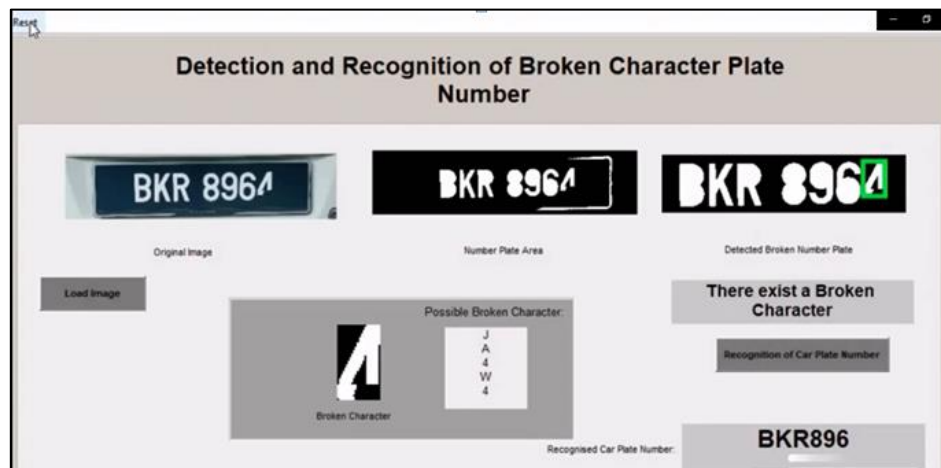 Reset
Detection and Recognition of Broken Character Plate
Number
BKR 8964
BKR 8964
BKR 8964
Original Image
Number Plate Area
Detected Broken Number Plate
Load Image
There exist a Broken
Character
Possible Broken Character:
J
A
4
W
4
Broken Character
Recognition of Car Plate Number
Recognised Car Plate Number:
BKR896